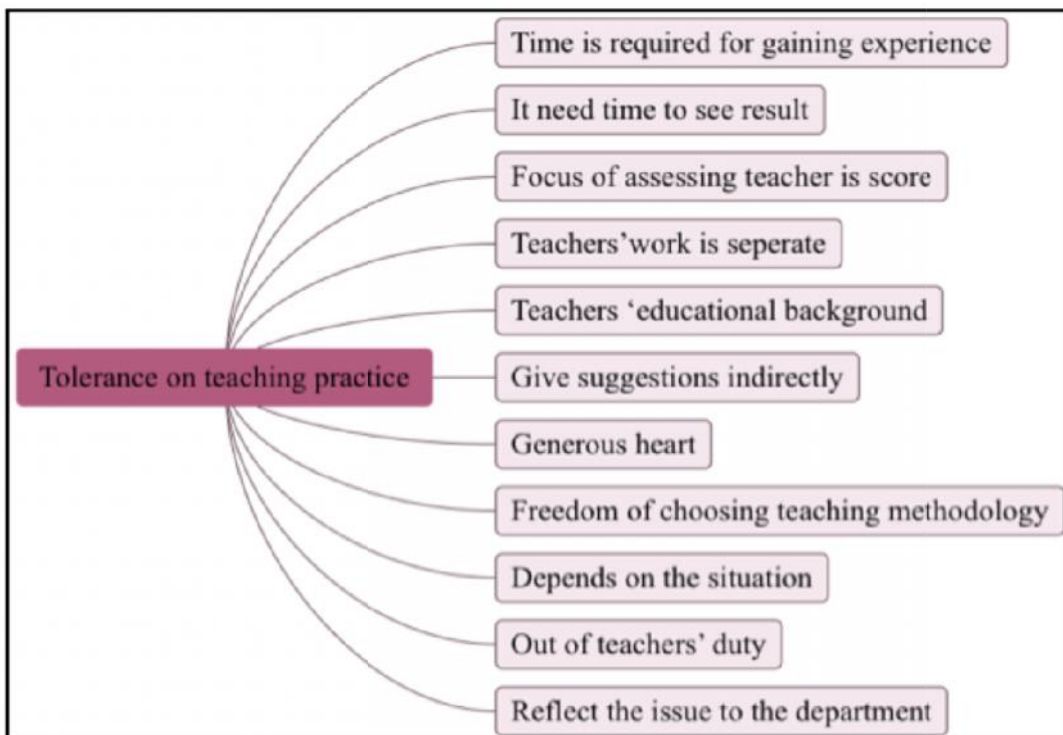 Time is required for gaining experience
It need time to see result
Focus of assessing teacher is score
Teachers'work is seperate
Teachers ‘educational background
Tolerance on teaching practice
Give suggestions indirectly
Generous heart
Freedom of choosing teaching methodology
Depends on the situation
Out of teachers’ duty
Reflect the issue to the department